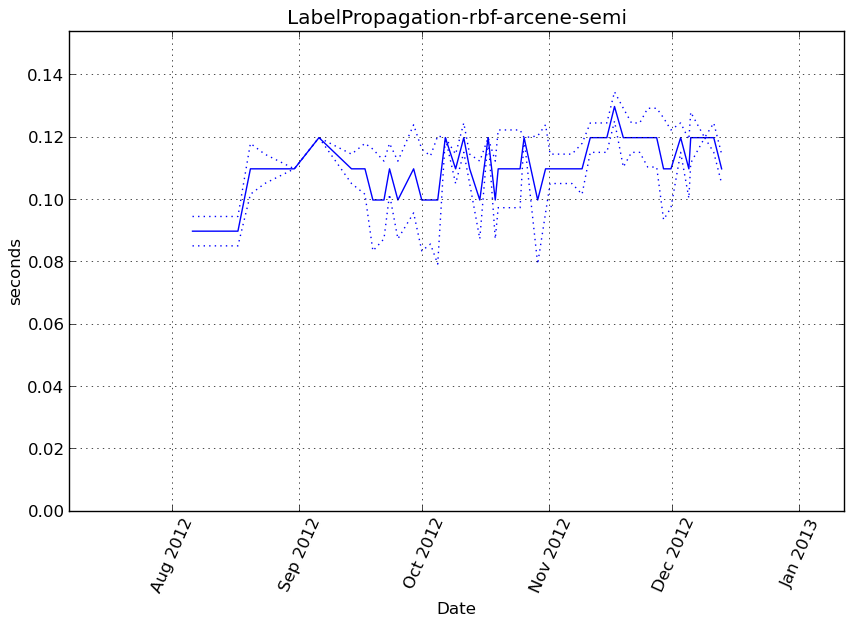 LabelPropagation-rbf-arcene-semi
0.14
0.12
0.10
0.08
0.06
0.04
0.02
0.00
seconds
Aug 2012
Sep 2012
Oct 2012
Nov 2012
Dec 2012
Jan 2013
Date